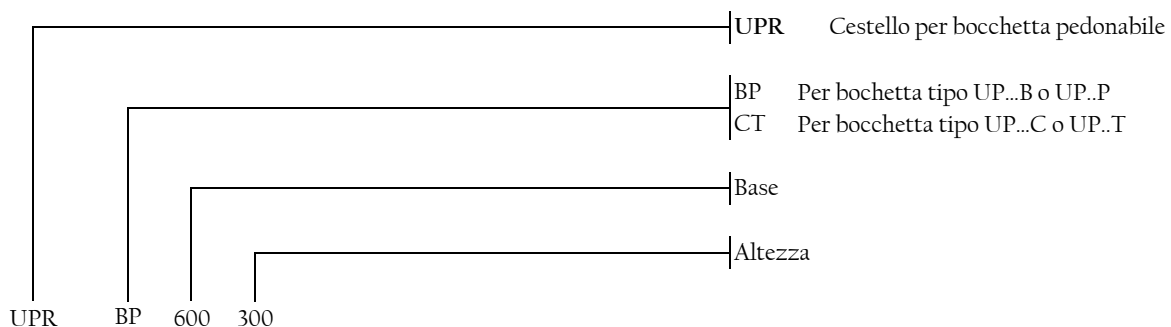 UPR Cestello per bocchetta pedonabile
BP Per bochetta tipo UP...B o UP..P
CT Per bocchetta tipo UP...C o UP..T
Base
Altezza
UPR BP 600 300